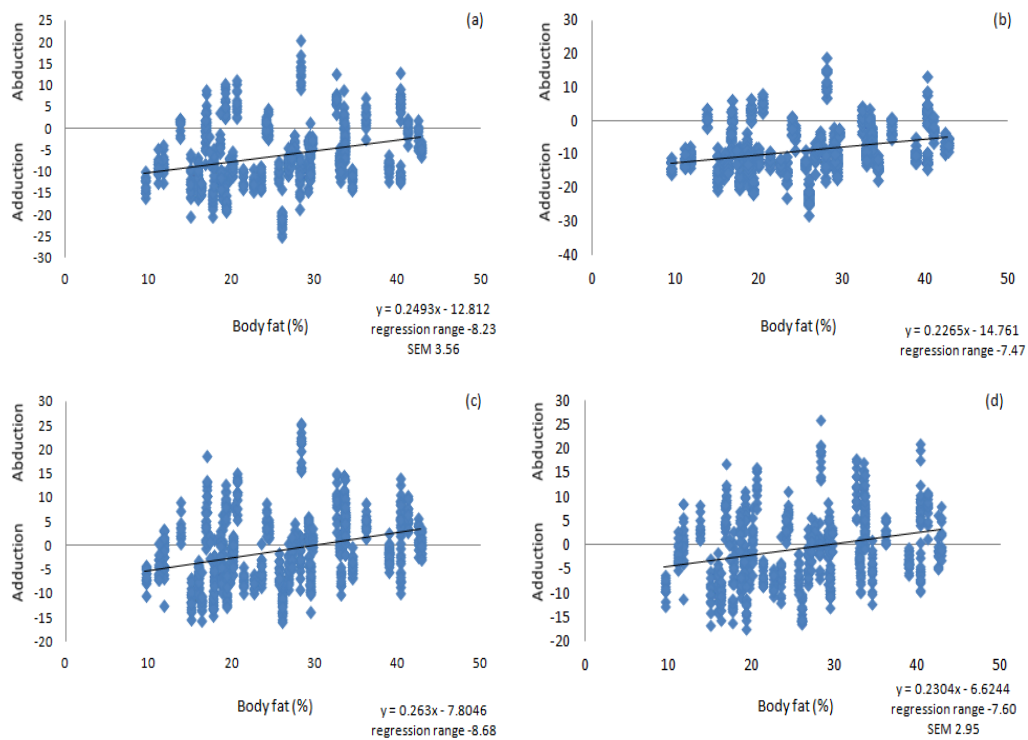 (a)
Abduction
Adduction
25
20
15
10
5
0
-5
-10
-15
-20
-25
-30
0 10 20 30 40 50
Body fat (%)
y = 0.2493x - 12.812
regression range -8.23
SEM 3.56
(b)
Abduction
Adduction
30
20
10
0
-10
-20
-30
-40
0 10 20 30 40 50
Body fat (%)
y = 0.2265x - 14.761
regression range -7.47
(c)
Abduction
Adduction
30
25
20
15
10
5
0
-5
-10
-15
-20
0 10 20 30 40 50
Body fat (%)
y = 0.263x - 7.8046
regression range -8.68
(d)
Abduction
Adduction
30
25
20
15
10
5
0
-5
-10
-15
-20
0 10 20 30 40 50
Body fat (%)
y = 0.2304x - 6.6244
regression range -7.60
SEM 2.95